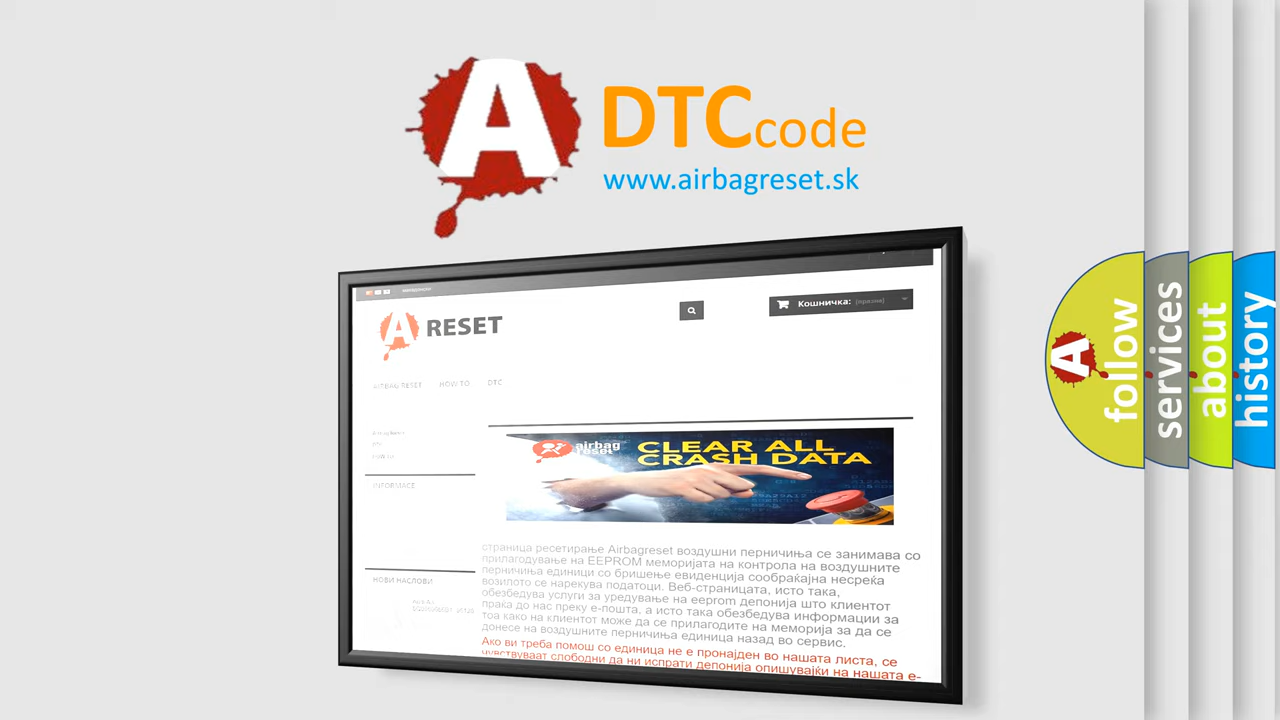 A
DTC code
www.airbagreset.sk
A RESET
Кошничка: (празни)
AIRBAG RESET HOW TO DTC
INFORMACE
НОВИ НАСЛОВИ
airbag
reset
CLEAR ALL
CRASH DATA
страница ресетирање Airbagreset воздушни перничиња се занимава со
прилагодување на EEPROM меморијата на контрола на воздушните
перничиња единици со бришење евиденција сообраќајна несреќа
возилото се нарекува податоци. Веб-страницата, исто така,
обезбедува услуги за уредување на eeprom депонија што клиентот
праќа до нас преку е-пошта, а исто така обезбедува информации за
тоа како на клиентот може да се прилагодите на меморија за да се
донесе на воздушните перничиња единица назад во сервис.
Ако ви треба помош со единица не е пронајден во нашата листа, се
чувствуваат слободни да ни испрати депонија опишувајќи на нашата е-
A
follow
services
about
history